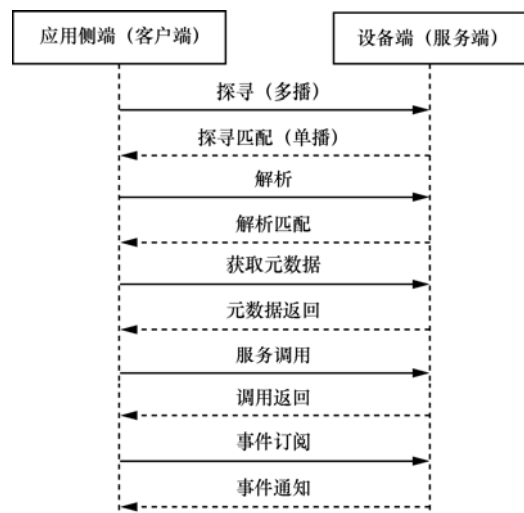 应用侧端（客户端）
设备端（服务端）
探寻（多播）
探寻匹配（单播）
解析
解析匹配
获取元数据
元数据返回
服务调用
调用返回
事件订阅
事件通知